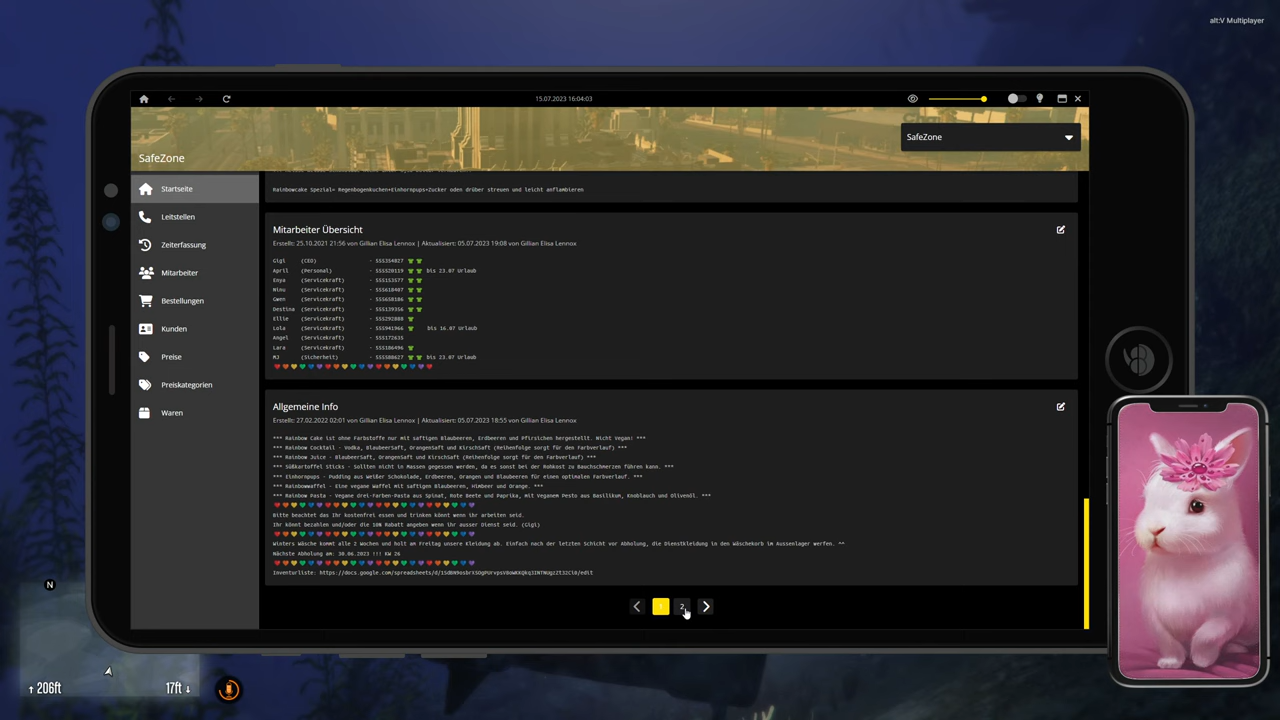 alt:V Multiplayer
15.07.2023 16:04:03
SafeZone
SafeZone
Startseite
Leitstellen
Zeiterfassung
Mitarbeiter
Bestellungen
Kunden
Preise
Preiskategorien
Waren
Rainbowcake Spezial= Regenbogenkuchen+Einhornpups+Zucker oden drüber streuen und leicht anflambieren
Mitarbeiter Übersicht
Erstellt: 25.10.2021 21:56 von Gillian Elisa Lennox | Aktualisiert: 05.07.2023 19:08 von Gillian Elisa Lennox
Gigi (CEO) - 555354827
April (Personal) - 555320119 bis 23.07 Urlaub
Enya (Servicekraft) - 555153577
Ninu (Servicekraft) - 555618407
Gwen (Servicekraft) - 555658186
Destina (Servicekraft) - 555139356
Ellie (Servicekraft) - 555292880
Lola (Servicekraft) - 555941966 bis 16.07 Urlaub
Angel (Servicekraft) - 555172635
Lara (Servicekraft) - 555186496
MJ (Sicherheit) - 555588627 bis 23.07 Urlaub
Allgemeine Info
Erstellt: 27.02.2022 02:01 von Gillian Elisa Lennox | Aktualisiert: 05.07.2023 18:55 von Gillian Elisa Lennox
*** Rainbow Cake ist ohne Farbstoffe nur mit saftigen Blaubeeren, Erdbeeren und Pfirsichen hergestellt. Nicht Vegan! ***
*** Rainbow Cocktail - Vodka, BlaubeerSaft, OrangenSaft und KirschSaft (Reihenfolge sorgt für den Farbverlauf) ***
*** Rainbow Juice - BlaubeerSaft, OrangenSaft und KirschSaft (Reihenfolge sorgt für den Farbverlauf) ***
*** Süßkartoffel Sticks - Sollten nicht in Massen gegessen werden, da es sonst bei der Rohkost zu Bauchschmerzen führen kann. ***
*** Einhornpups - Pudding aus weißer Schokolade, Erdbeeren, Orangen und Blaubeeren für einen optimalen Farbverlauf. ***
*** Rainbowwaffel - Eine vegane Waffel mit saftigen Blaubeeren, Himbeer und Orange. ***
*** Rainbow Pasta - Vegane drei-Farben-Pasta aus Spinat, Rote Beete und Paprika, mit Veganem Pesto aus Basilikum, Knoblauch und Olivenöl. ***
Bitte beachtet das Ihr kostenfrei essen und trinken könnt wenn ihr arbeiten seid.
Ihr könnt bezahlen und/oder die 10% Rabatt angeben wenn ihr ausser Dienst seid. (Gigi)
Winters Wäsche kommt alle 2 Wochen und holt am Freitag unsere Kleidung ab. Einfach nach der letzten Schicht vor Abholung, die Dienstkleidung in den Wäschekorb im Aussenlager werfen. ^^
Nächste Abholung am: 30.06.2023 !!! KW 26
Inventurliste:
1
2
N
206ft
17ft